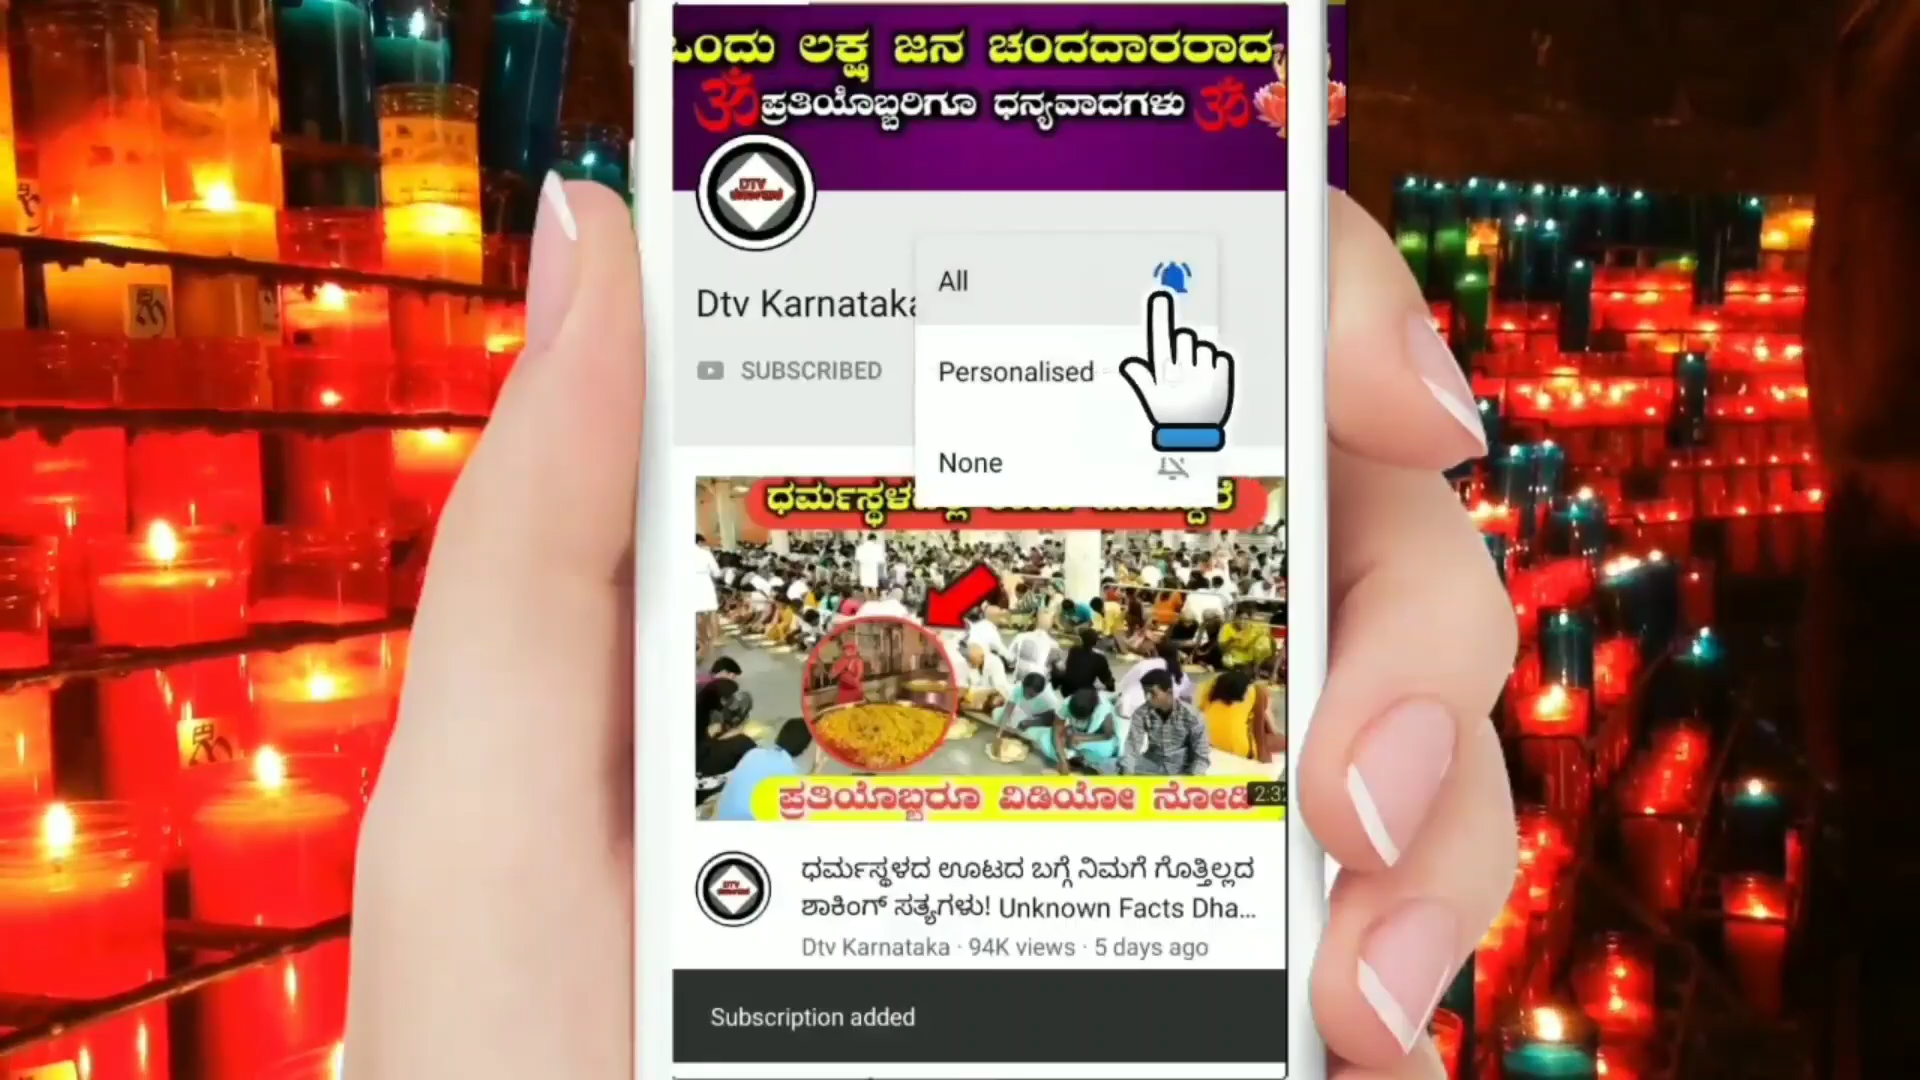 ಒಂದು ಲಕ್ಷ ಜನ ಚಂದದಾರರಾದ
ಪ್ರತಿಯೊಬ್ಬರಿಗೂ ಧನ್ಯವಾದಗಳು
DTV
Dtv Karnataka
All
SUBSCRIBED
Personalised
None
ಪ್ರತಿಯೊಬ್ಬರೂ ವಿಡಿಯೋ ನೋಡಿ
ಧರ್ಮಸ್ಥಳದ ಊಟದ ಬಗ್ಗೆ ನಿಮಗೆ ಗೊತ್ತಿಲ್ಲದ
ಶಾಕಿಂಗ್ ಸತ್ಯಗಳು! Unknown Facts Dha...
Dtv Karnataka · 94K views · 5 days ago
Subscription added